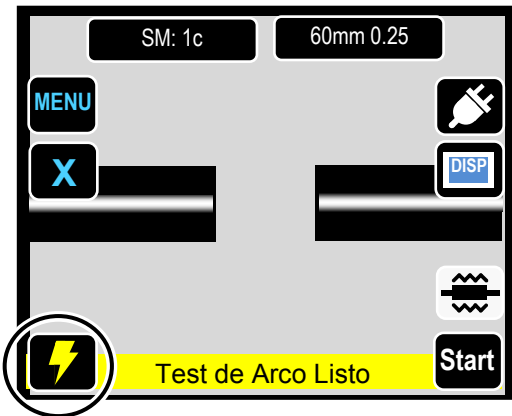 SM: 1c
60mm 0.25
MENU
X
DISP
Start
Test de Arco Listo